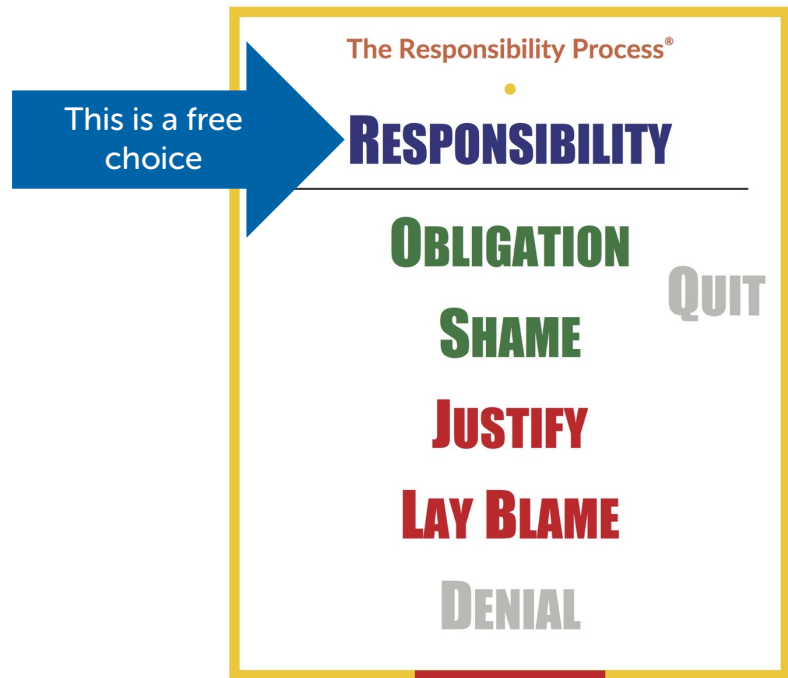 The Responsibility Process®
This is a free
choice
RESPONSIBILITY
OBLIGATION
QUIT
SHAME
JUSTIFY
LAY BLAME
DENIAL